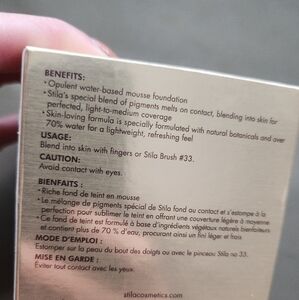 BENEFITS:
• Opulent water-based mousse foundation
• Stila's special blend of pigments melts on contact, blending into skin for
perfected, light-to-medium coverage
• Skin-loving formula is specially formulated with natural botanicals and over
70% water for a lightweight, refreshing feel
USAGE:
Blend into skin with fingers or Stila Brush #33.
CAUTION:
Avoid contact with eyes.
BIENFAITS :
• Riche fond de teint en mousse
• Le mélange de pigments spécial de Stila fond au contact et s'estompe à la
perfection pour sublimer le teint en offrant une couverture légère à moyenne
• Ce fond de teint est formulé à base d'ingrédients végétaux naturels bienfaiteurs
et contient plus de 70 % d'eau, procurant ainsi un fini léger et frais
MODE D'EMPLOI :
Estomper sur la peau du bout des doigts ou avec le pinceau Stila no 33.
MISE EN GARDE :
Éviter tout contact avec les yeux.
stilacosmetics.com